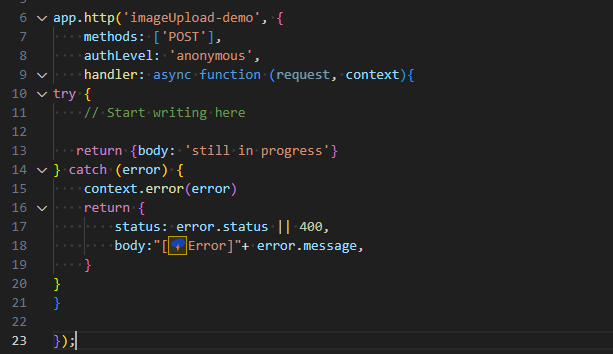 6 app.http('imageUpload-demo', {
7     methods: ['POST'],
8     authLevel: 'anonymous',
9     handler: async function (request, context){
10 try {
11     // Start writing here
12
13    return {body: 'still in progress'}
14 } catch (error) {
15     context.error(error)
16     return {
17         status: error.status || 400,
18         body:"[🌩Error]"+ error.message,
19     }
20 }
21 }
22
23 });